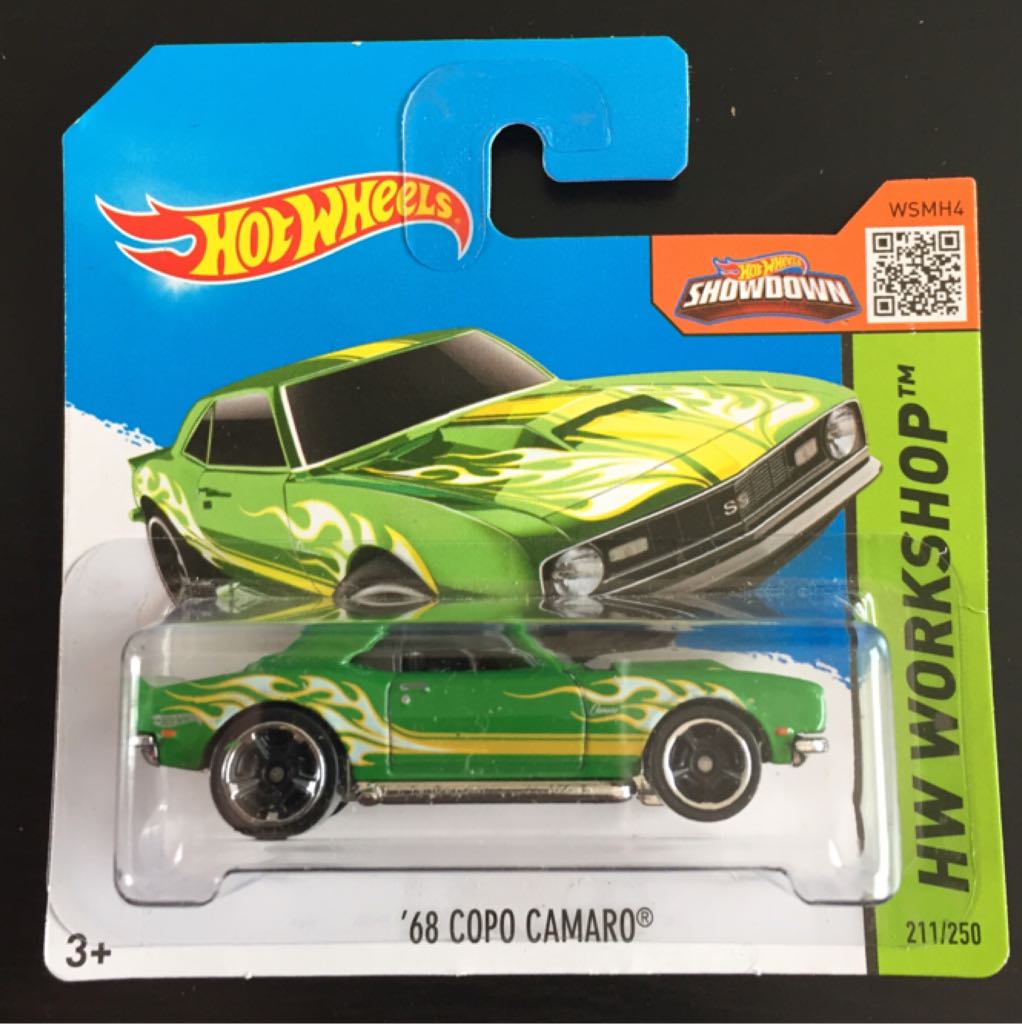 HOT WHEELS
WSMH4
HOT WHEELS
SHOWDOWN
SS
HW WORKSHOP™
'68 COPO CAMARO®
3+
211/250